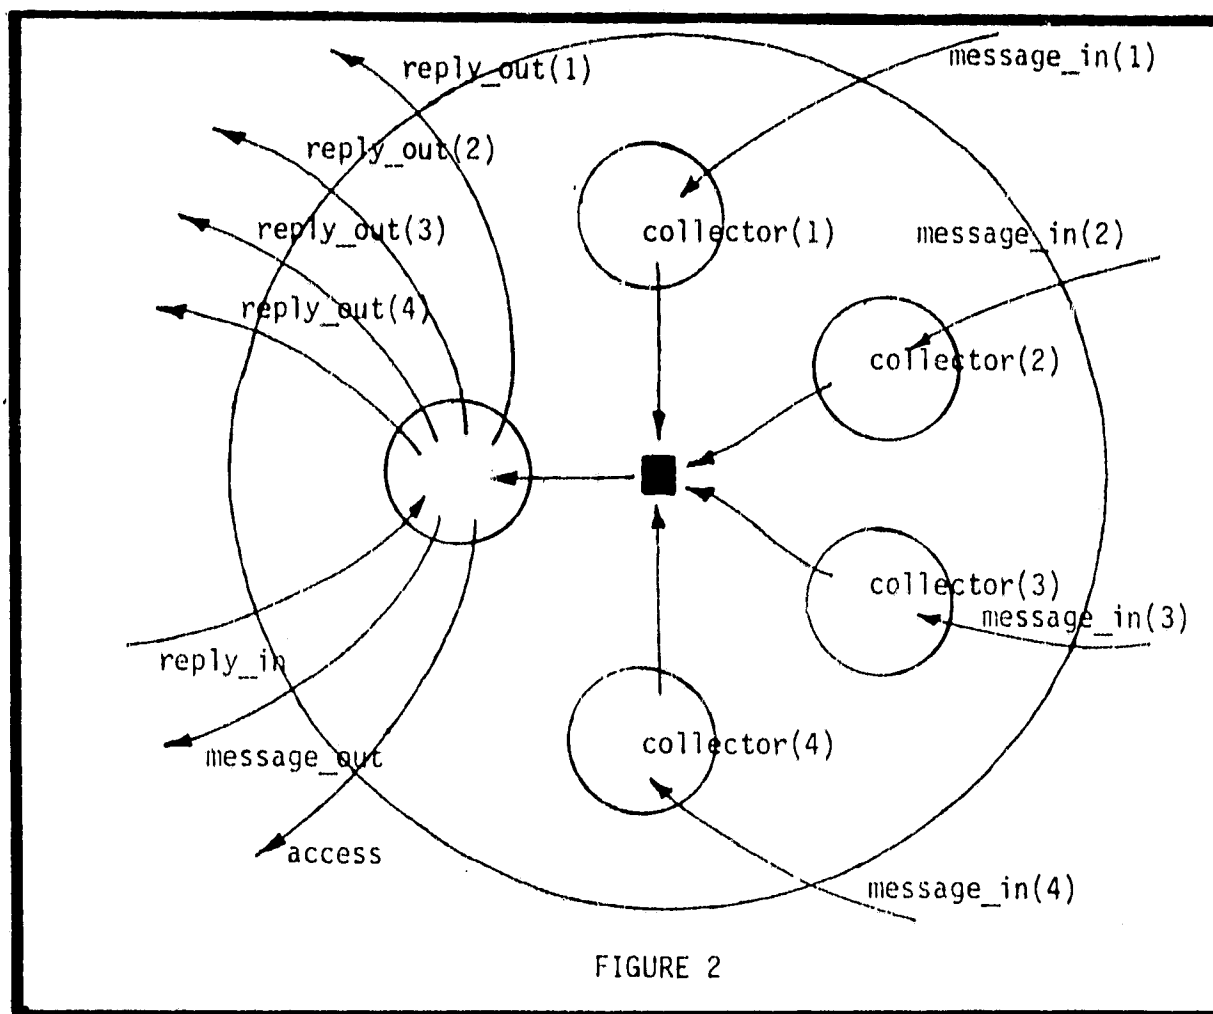 reply_out(1)
message_in(1)
reply_out(2)
reply_out(3)
collector(1)
message_in(2)
reply_out(4)
collector(2)
collector(3)
message_in(3)
reply_in
collector(4)
message_out
access
message_in(4)
FIGURE 2